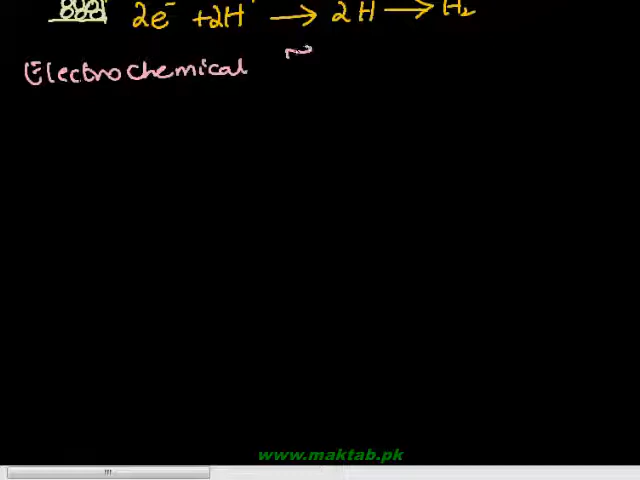 2e⁻ + 2H⁺ → 2H → H₂
Electrochemical
www.maktab.pk